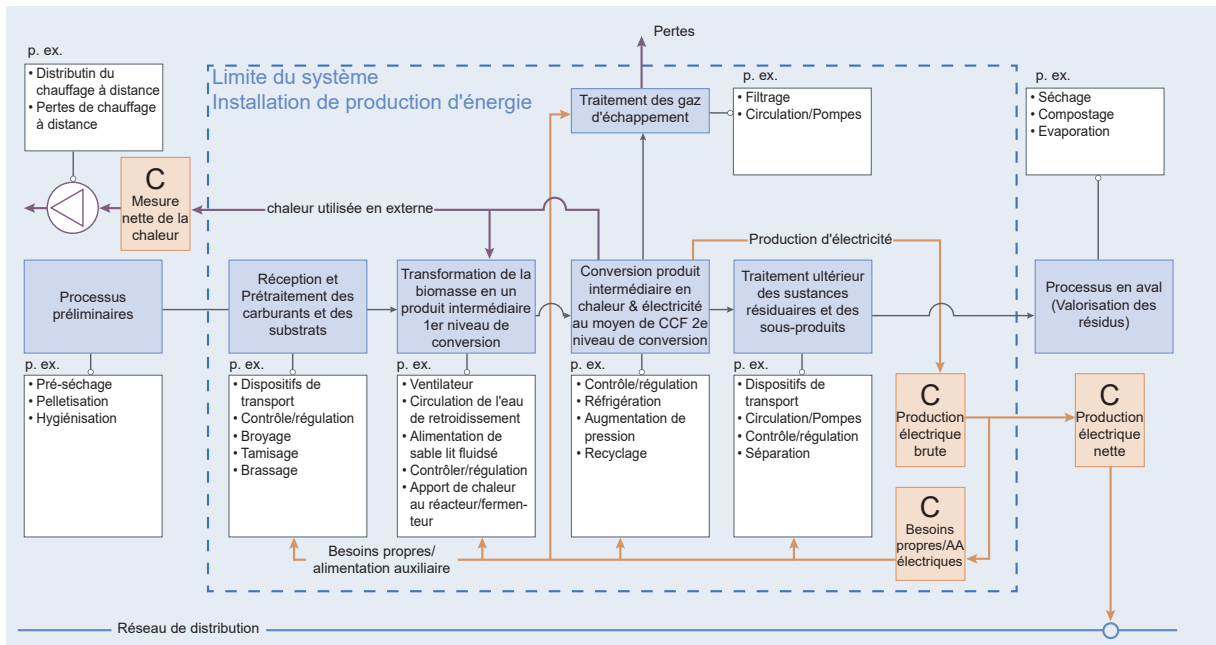 p. ex.
• Distributin du
chauffage à distance
• Pertes de chauffage
à distance
Limite du système
Installation de production d'énergie
Pertes
Traitement des gaz
d'échappement
p. ex.
• Filtrage
• Circulation/Pompes
p. ex.
• Séchage
• Compostage
• Evaporation
C
Mesure
nette de la
chaleur
chaleur utilisée en externe
Production d'électricité
Processus
préliminaires
Réception et
Prétraitement des
carburants et des
substrats
Transformation de la
biomasse en un
produit intermédiaire
1er niveau de
conversion
Conversion produit
intermédiaire en
chaleur & électricité
au moyen de CCF 2e
niveau de conversion
Traitement ultérieur
des sustances
résiduaires et des
sous-produits
Processus en aval
(Valorisation des
résidus)
p. ex.
• Pré-séchage
• Pelletisation
• Hygiénisation
p. ex.
• Dispositifs de
transport
• Contrôle/régulation
• Broyage
• Tamisage
• Brassage
p. ex.
• Ventilateur
• Circulation de l'eau
de retroidissement
• Alimentation de
sable lit fluidsé
• Contrôler/régulation
• Apport de chaleur
au réacteur/fermen-
teur
p. ex.
• Contrôle/régulation
• Réfrigération
• Augmentation de
pression
• Recyclage
p. ex.
• Dispositifs de
transport
• Circulation/Pompes
• Contrôle/régulation
• Séparation
C
Production
électrique
brute
C
Production
électrique
nette
C
Besoins
propres/AA
électriques
Besoins propres/
alimentation auxiliaire
Réseau de distribution